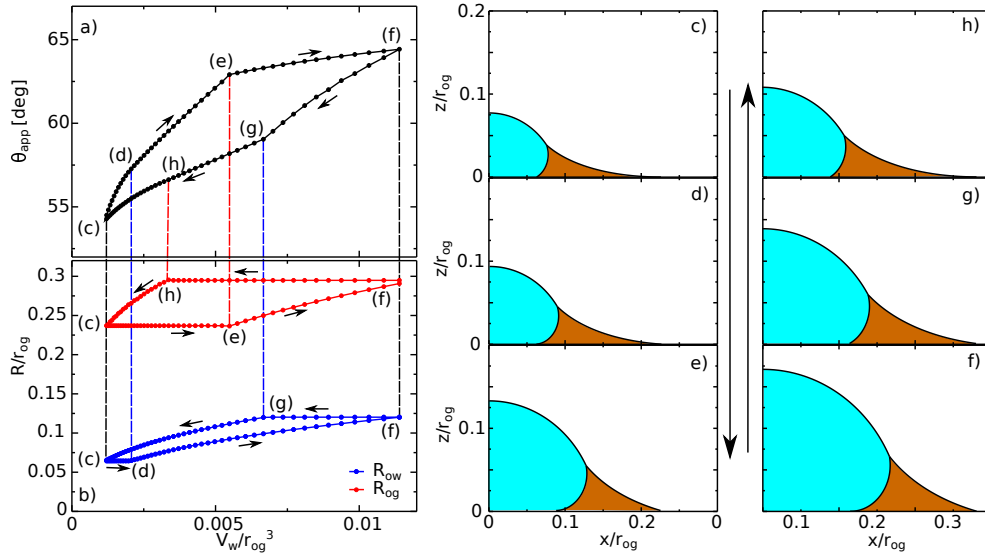 a)
65
60
55
θapp [deg]
(c)
(d)
(e)
(f)
(g)
(h)
b)
0.3
0.25
0.2
0.15
0.1
0.05
0
R/rog
(c)
(h)
(e)
(f)
(g)
(f)
(c)
(d)
Row
Rog
0
0.005
0.01
Vw/rog³
c)
0.2
0.1
0
z/rog
d)
0.1
0
z/rog
e)
0.1
0
z/rog
0
0.1
0.2
0
x/rog
h)
g)
f)
0.1
0.2
0.3
x/rog